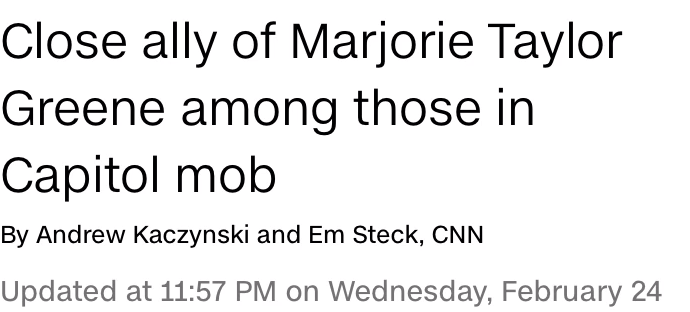 Close ally of Marjorie Taylor
Greene among those in
Capitol mob
By Andrew Kaczynski and Em Steck, CNN
Updated at 11:57 PM on Wednesday, February 24